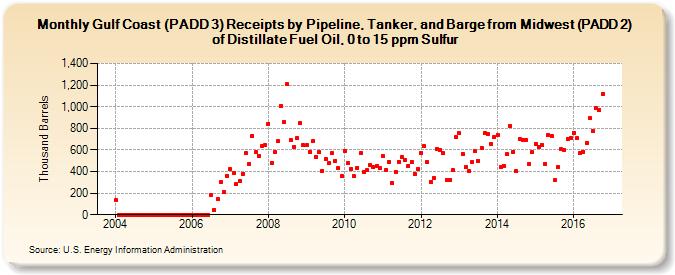 Monthly Gulf Coast (PADD 3) Receipts by Pipeline, Tanker, and Barge from Midwest (PADD 2)
of Distillate Fuel Oil, 0 to 15 ppm Sulfur
Thousand Barrels
1,400
1,200
1,000
800
600
400
200
0
2004 2006 2008 2010 2012 2014 2016
Source: U.S. Energy Information Administration